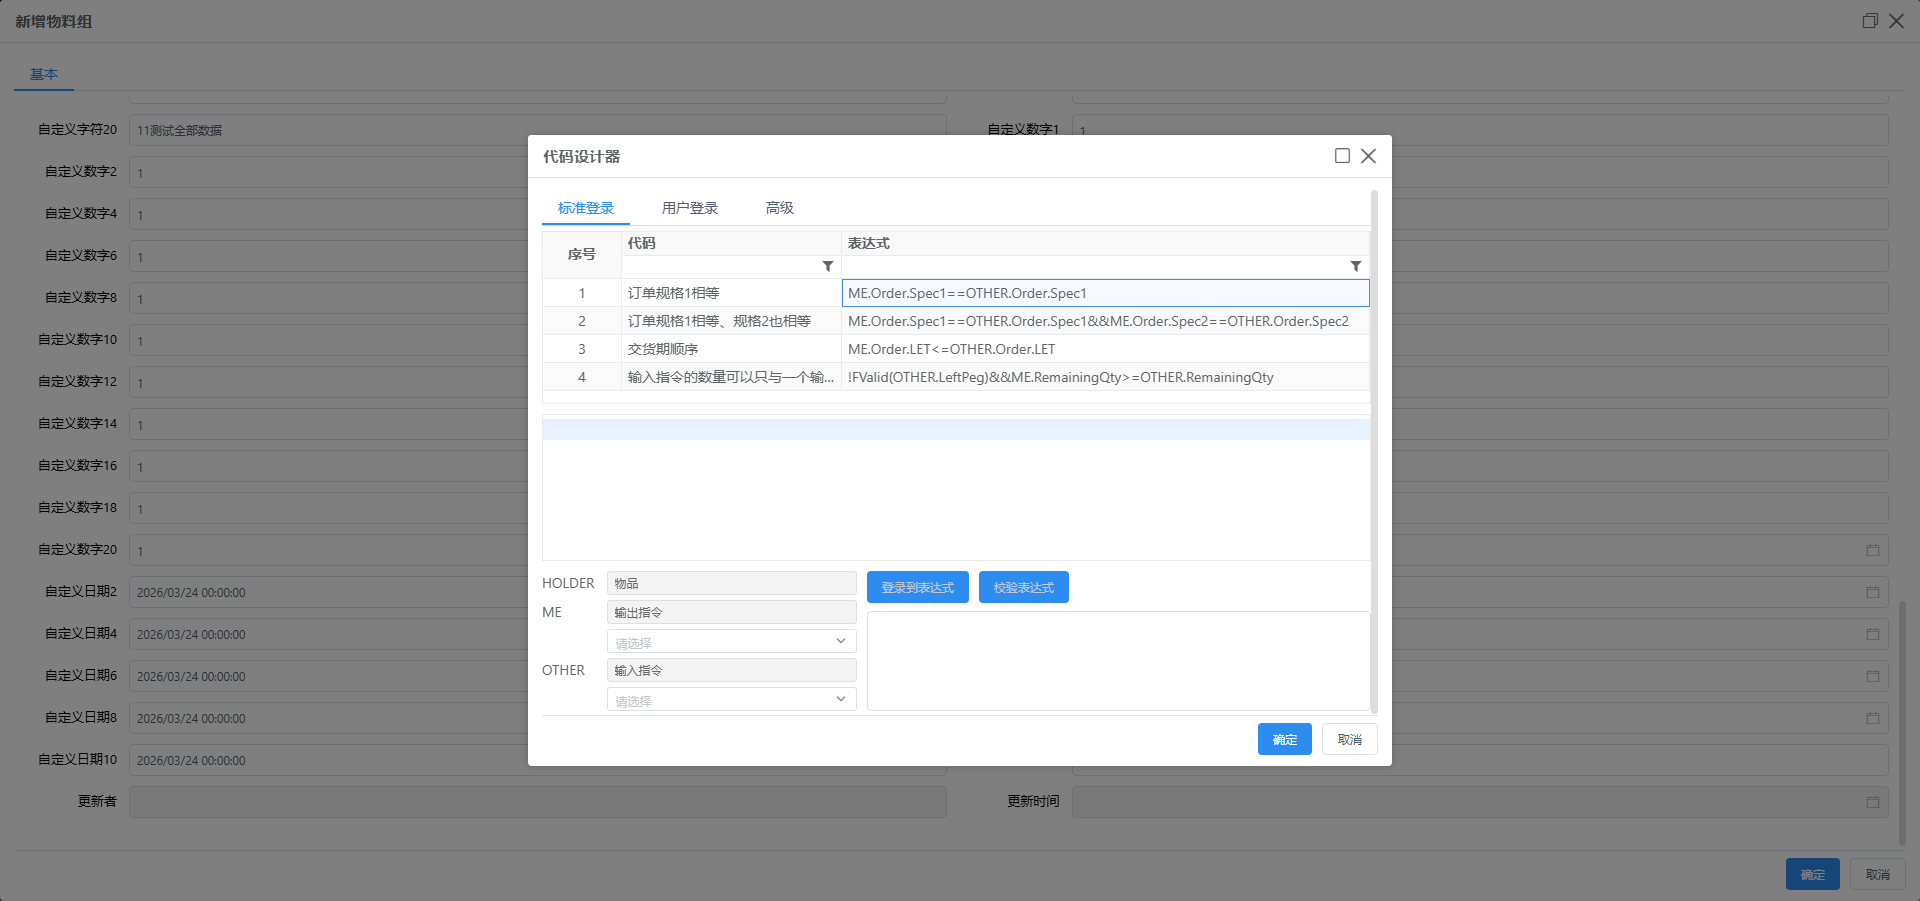 新增物料组
基本
自定义字符20 11测试全部数据 自定义数字1 1
自定义数字2 1
自定义数字4 1
自定义数字6 1
自定义数字8 1
自定义数字10 1
自定义数字12 1
自定义数字14 1
自定义数字16 1
自定义数字18 1
自定义数字20 1
自定义日期2 2026/03/24 00:00:00
自定义日期4 2026/03/24 00:00:00
自定义日期6 2026/03/24 00:00:00
自定义日期8 2026/03/24 00:00:00
自定义日期10 2026/03/24 00:00:00
更新者 更新时间
确定 取消
代码设计器
标准登录 用户登录 高级
序号 代码 表达式
1 订单规格1相等 ME.Order.Spec1==OTHER.Order.Spec1
2 订单规格1相等、规格2也相等 ME.Order.Spec1==OTHER.Order.Spec1&&ME.Order.Spec2==OTHER.Order.Spec2
3 交货期顺序 ME.Order.LET<=OTHER.Order.LET
4 输入指令的数量可以只与一个输... !FValid(OTHER.LeftPeg)&&ME.RemainingQty>=OTHER.RemainingQty
HOLDER 物品 登录到表达式 校验表达式
ME 输出指令
请选择
OTHER 输入指令
请选择
确定 取消